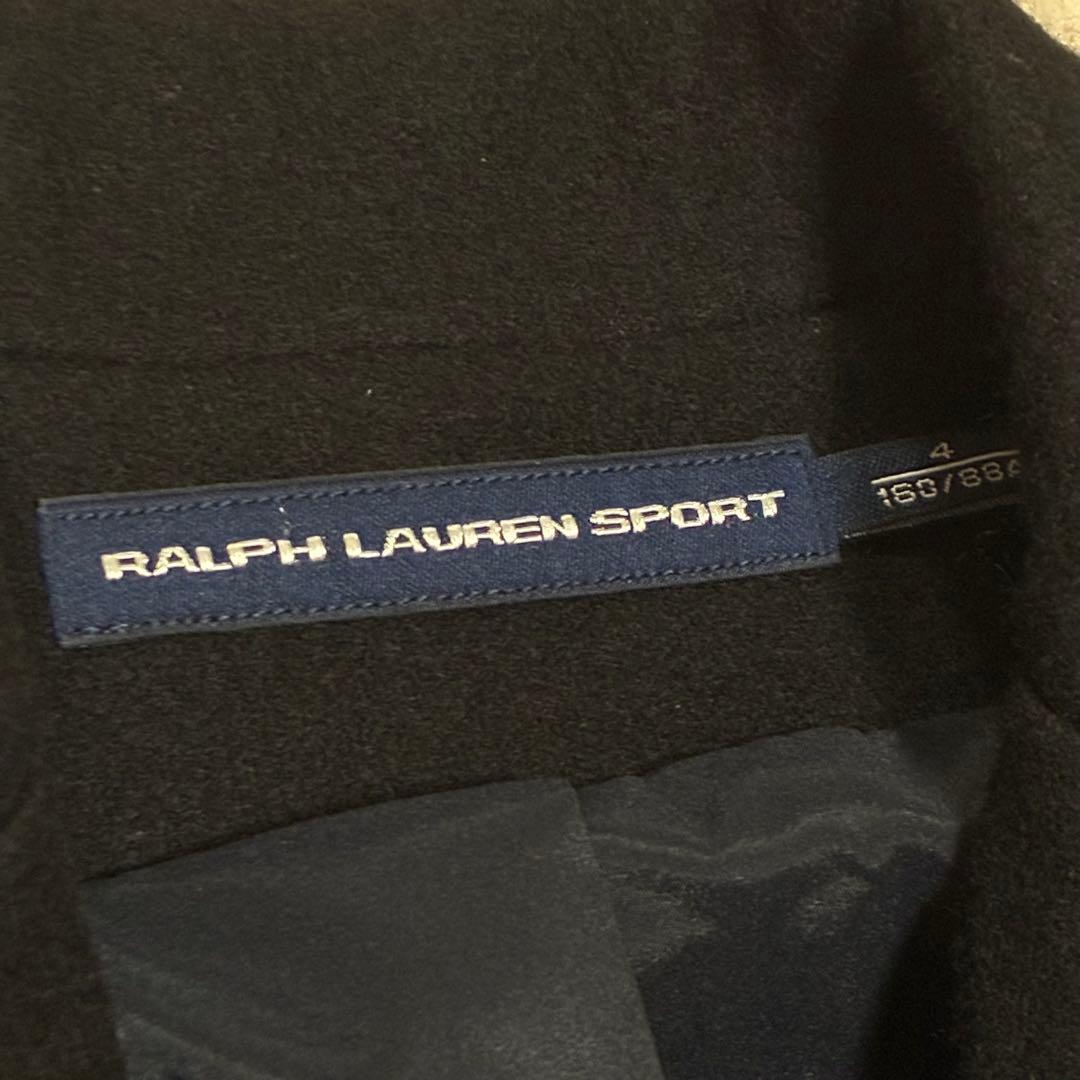 RALPH LAUREN SPORT
4
160/88A